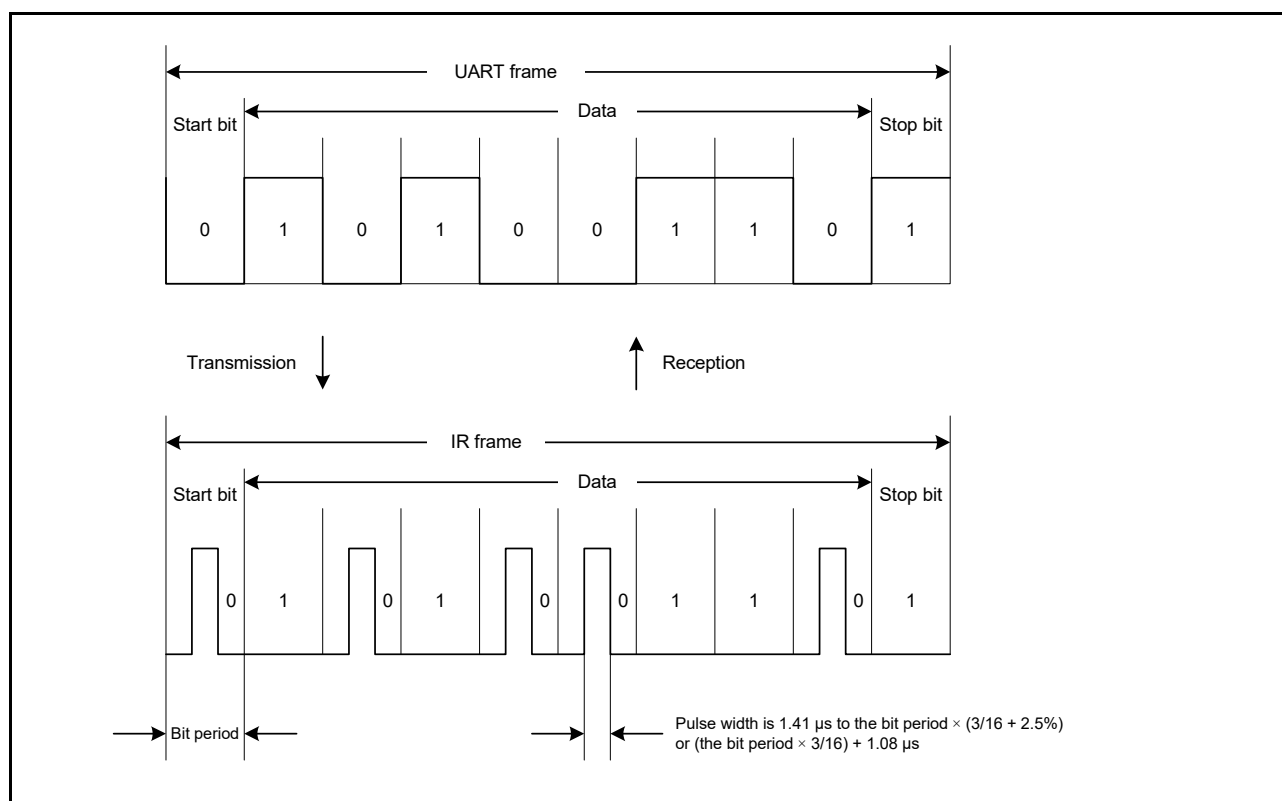 UART frame
Data
Start bit
Stop bit
0 1 0 1 0 0 1 1 0 1
Transmission
Reception
IR frame
Data
Start bit
Stop bit
0 1 0 1 0 0 1 1 0 1
Bit period
Pulse width is 1.41 µs to the bit period × (3/16 + 2.5%)
or (the bit period × 3/16) + 1.08 µs